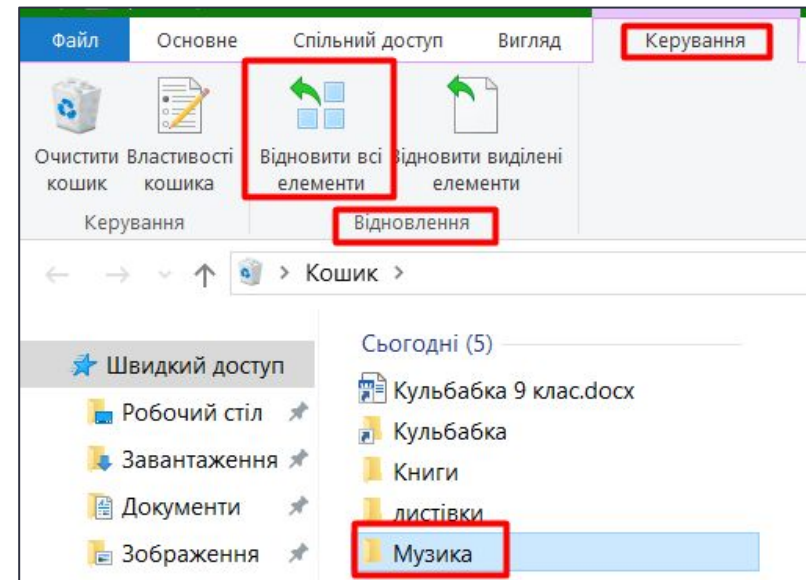 Файл Основне Спільний доступ Вигляд Керування
Очистити кошик
Властивості кошика
Відновити всі елементи
Відновити виділені елементи
Керування Відновлення
Кошик
Сьогодні (5)
Швидкий доступ
Робочий стіл
Завантаження
Документи
Зображення
Кульбабка 9 клас.docx
Кульбабка
Книги
листівки
Музика